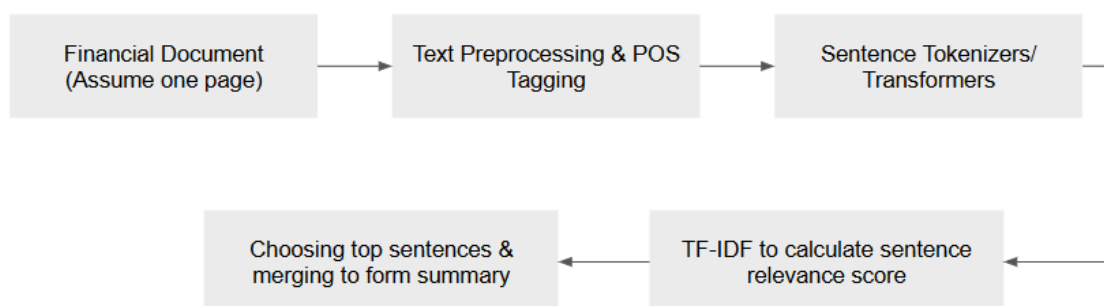 Financial Document
(Assume one page)
Text Preprocessing & POS
Tagging
Sentence Tokenizers/
Transformers
TF-IDF to calculate sentence
relevance score
Choosing top sentences &
merging to form summary